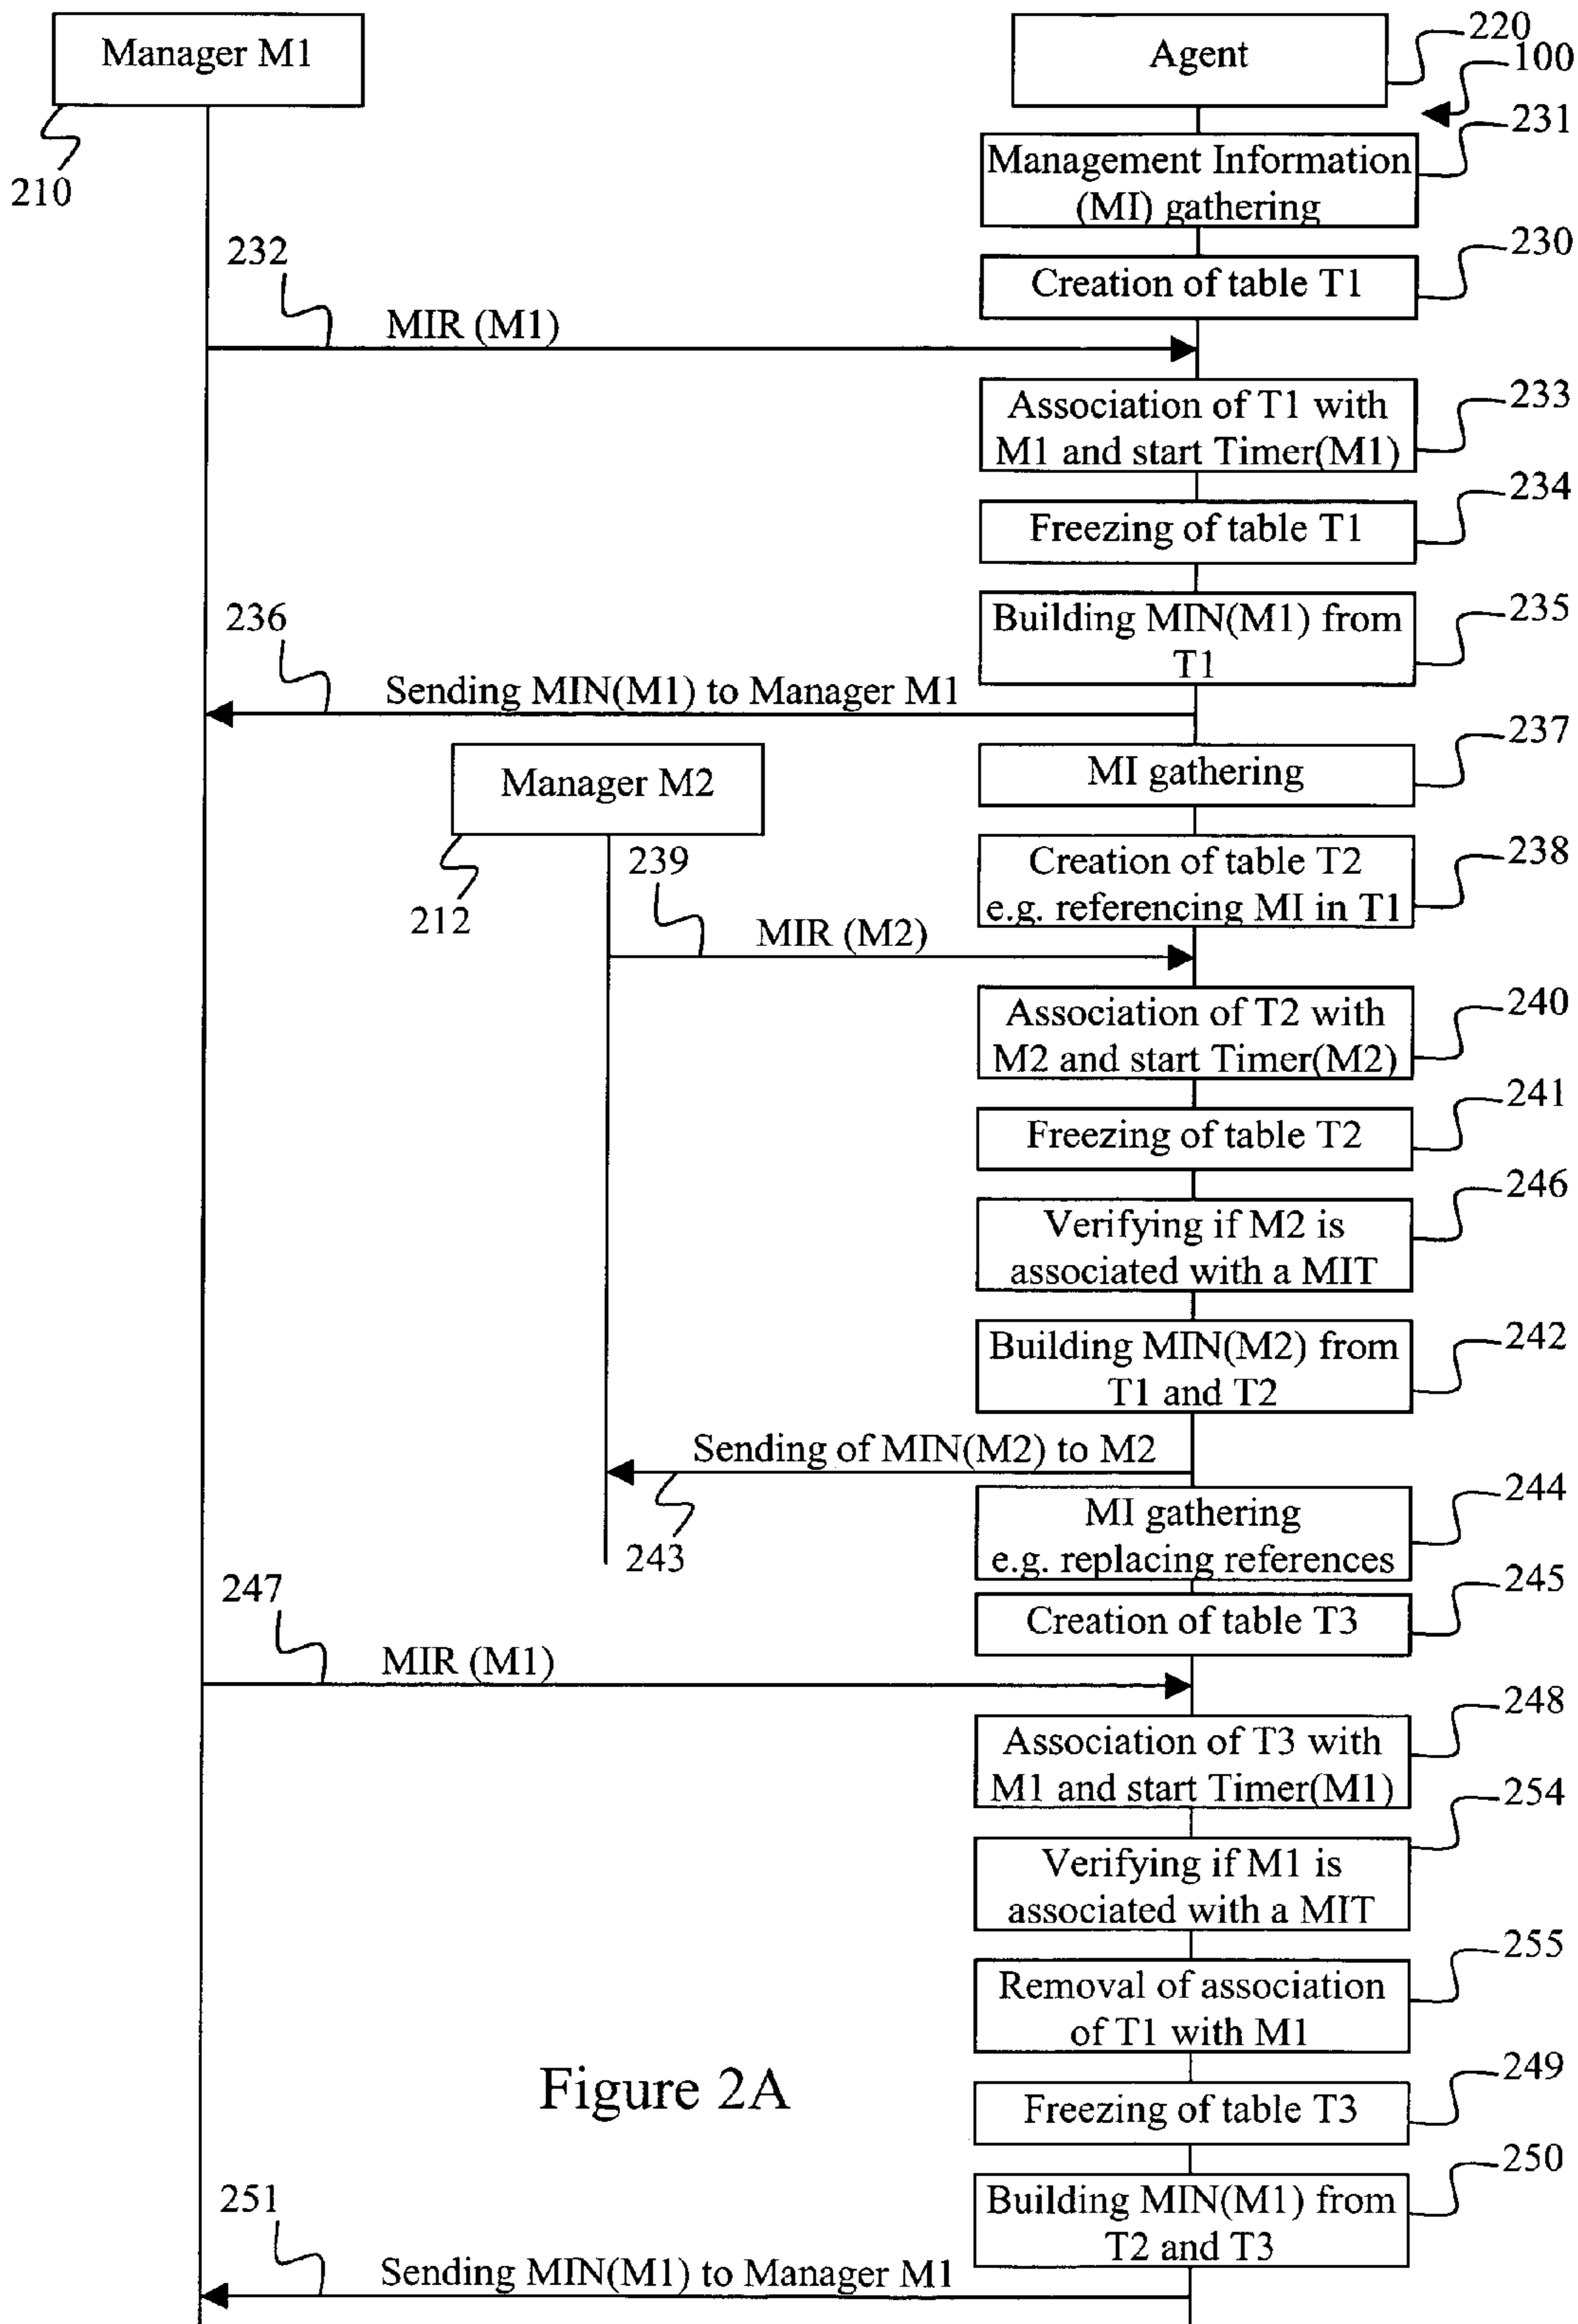 Manager M1
Agent
220
100
210
231
Management Information
(MI) gathering
230
Creation of table T1
232
MIR (M1)
233
Association of T1 with
M1 and start Timer(M1)
234
Freezing of table T1
235
Building MIN(M1) from
T1
236
Sending MIN(M1) to Manager M1
237
MI gathering
Manager M2
212
238
Creation of table T2
e.g. referencing MI in T1
239
MIR (M2)
240
Association of T2 with
M2 and start Timer(M2)
241
Freezing of table T2
246
Verifying if M2 is
associated with a MIT
242
Building MIN(M2) from
T1 and T2
Sending of MIN(M2) to M2
243
244
MI gathering
e.g. replacing references
245
Creation of table T3
247
MIR (M1)
248
Association of T3 with
M1 and start Timer(M1)
254
Verifying if M1 is
associated with a MIT
255
Removal of association
of T1 with M1
249
Freezing of table T3
Figure 2A
250
Building MIN(M1) from
T2 and T3
251
Sending MIN(M1) to Manager M1